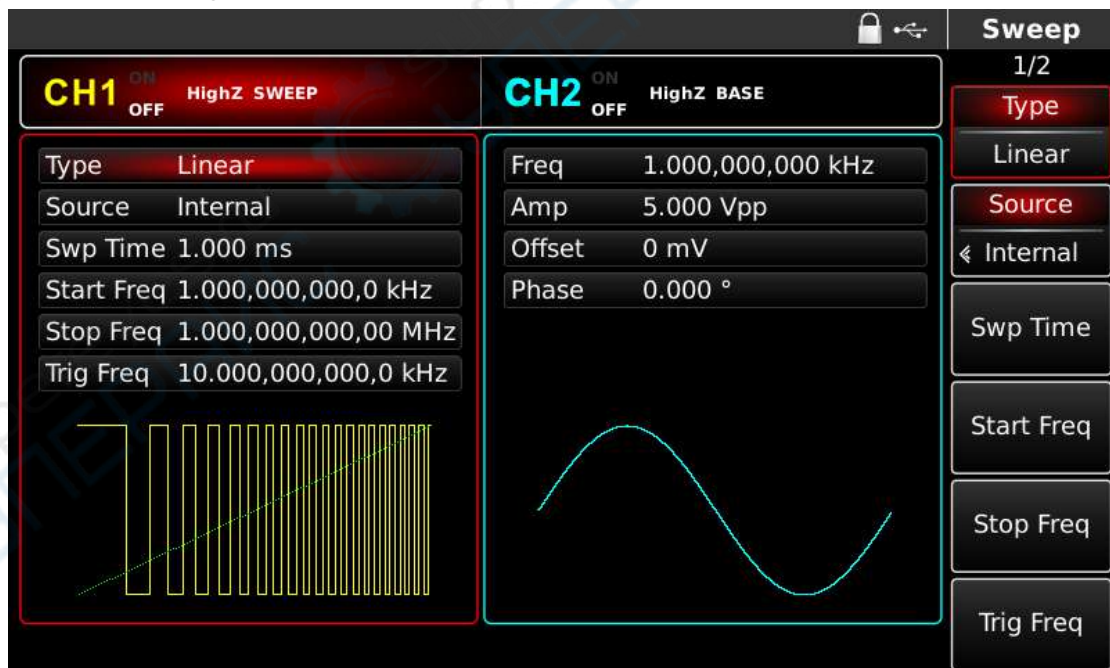 Sweep
1/2
CH1 ON OFF HighZ SWEEP
CH2 ON OFF HighZ BASE
Type Linear
Source Internal
Swp Time 1.000 ms
Start Freq 1.000,000,000,0 kHz
Stop Freq 1.000,000,000,00 MHz
Trig Freq 10.000,000,000,0 kHz
Freq 1.000,000,000 kHz
Amp 5.000 Vpp
Offset 0 mV
Phase 0.000 °
Type
Linear
Source
Internal
Swp Time
Start Freq
Stop Freq
Trig Freq